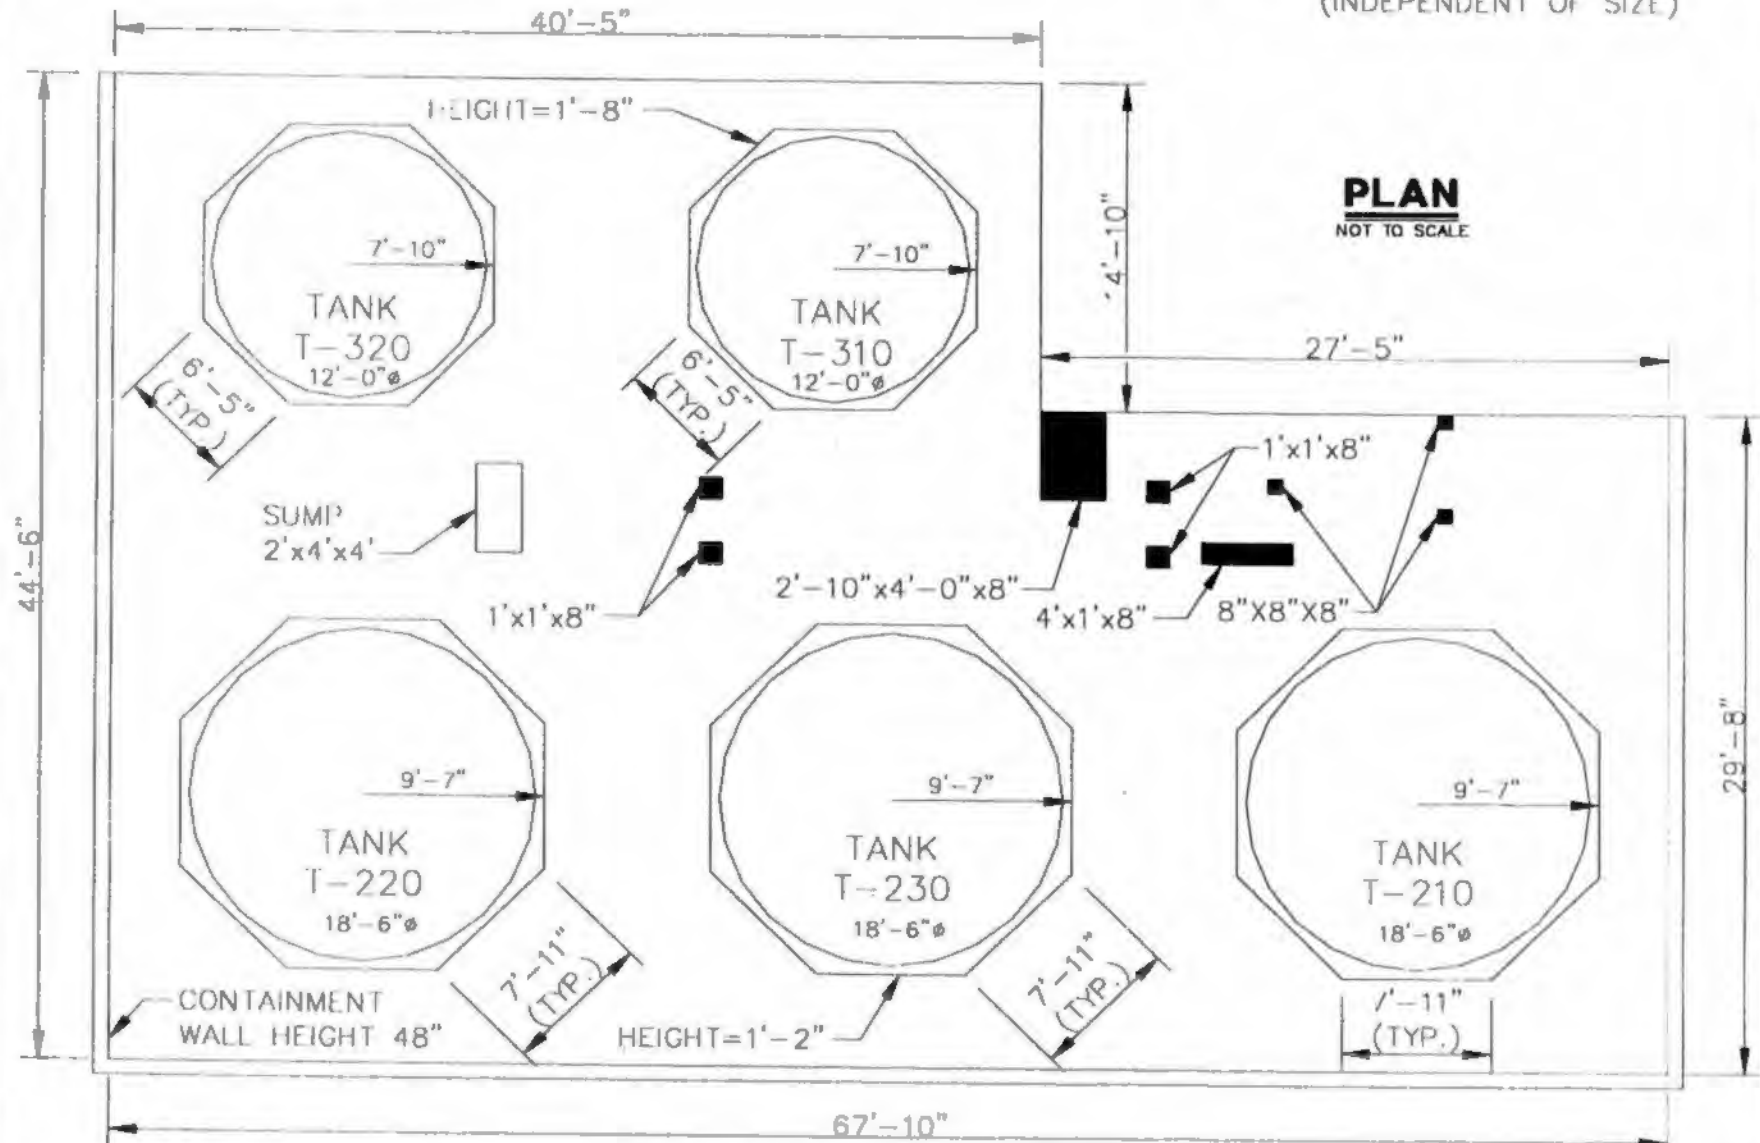 (INDEPENDENT OF SIZE)
40'-5"
HEIGHT=1'-8"
PLAN
NOT TO SCALE
7'-10"
7'-10"
4'-10"
TANK
T-320
12'-0"ø
TANK
T-310
12'-0"ø
27'-5"
6'-5"
(TYP.)
6'-5"
(TYP.)
1'x1'x8"
SUMP
2'x4'x4'
44'-6"
2'-10"x4'-0"x8"
1'x1'x8"
4'x1'x8"
8"X8"X8"
29'-8"
9'-7"
9'-7"
9'-7"
TANK
T-220
18'-6"ø
TANK
T-230
18'-6"ø
TANK
T-210
18'-6"ø
7'-11"
(TYP.)
7'-11"
(TYP.)
7'-11"
(TYP.)
CONTAINMENT
WALL HEIGHT 48"
HEIGHT=1'-2"
67'-10"